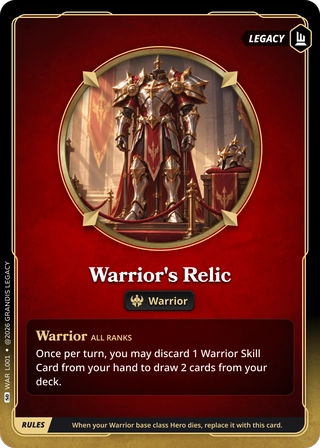 LEGACY
Warrior's Relic
Warrior
Warrior ALL RANKS
Once per turn, you may discard 1 Warrior Skill
Card from your hand to draw 2 cards from your
deck.
RULES
When your Warrior base class Hero dies, replace it with this card.
WAR L001 • @2026 GRANDIS LEGACY